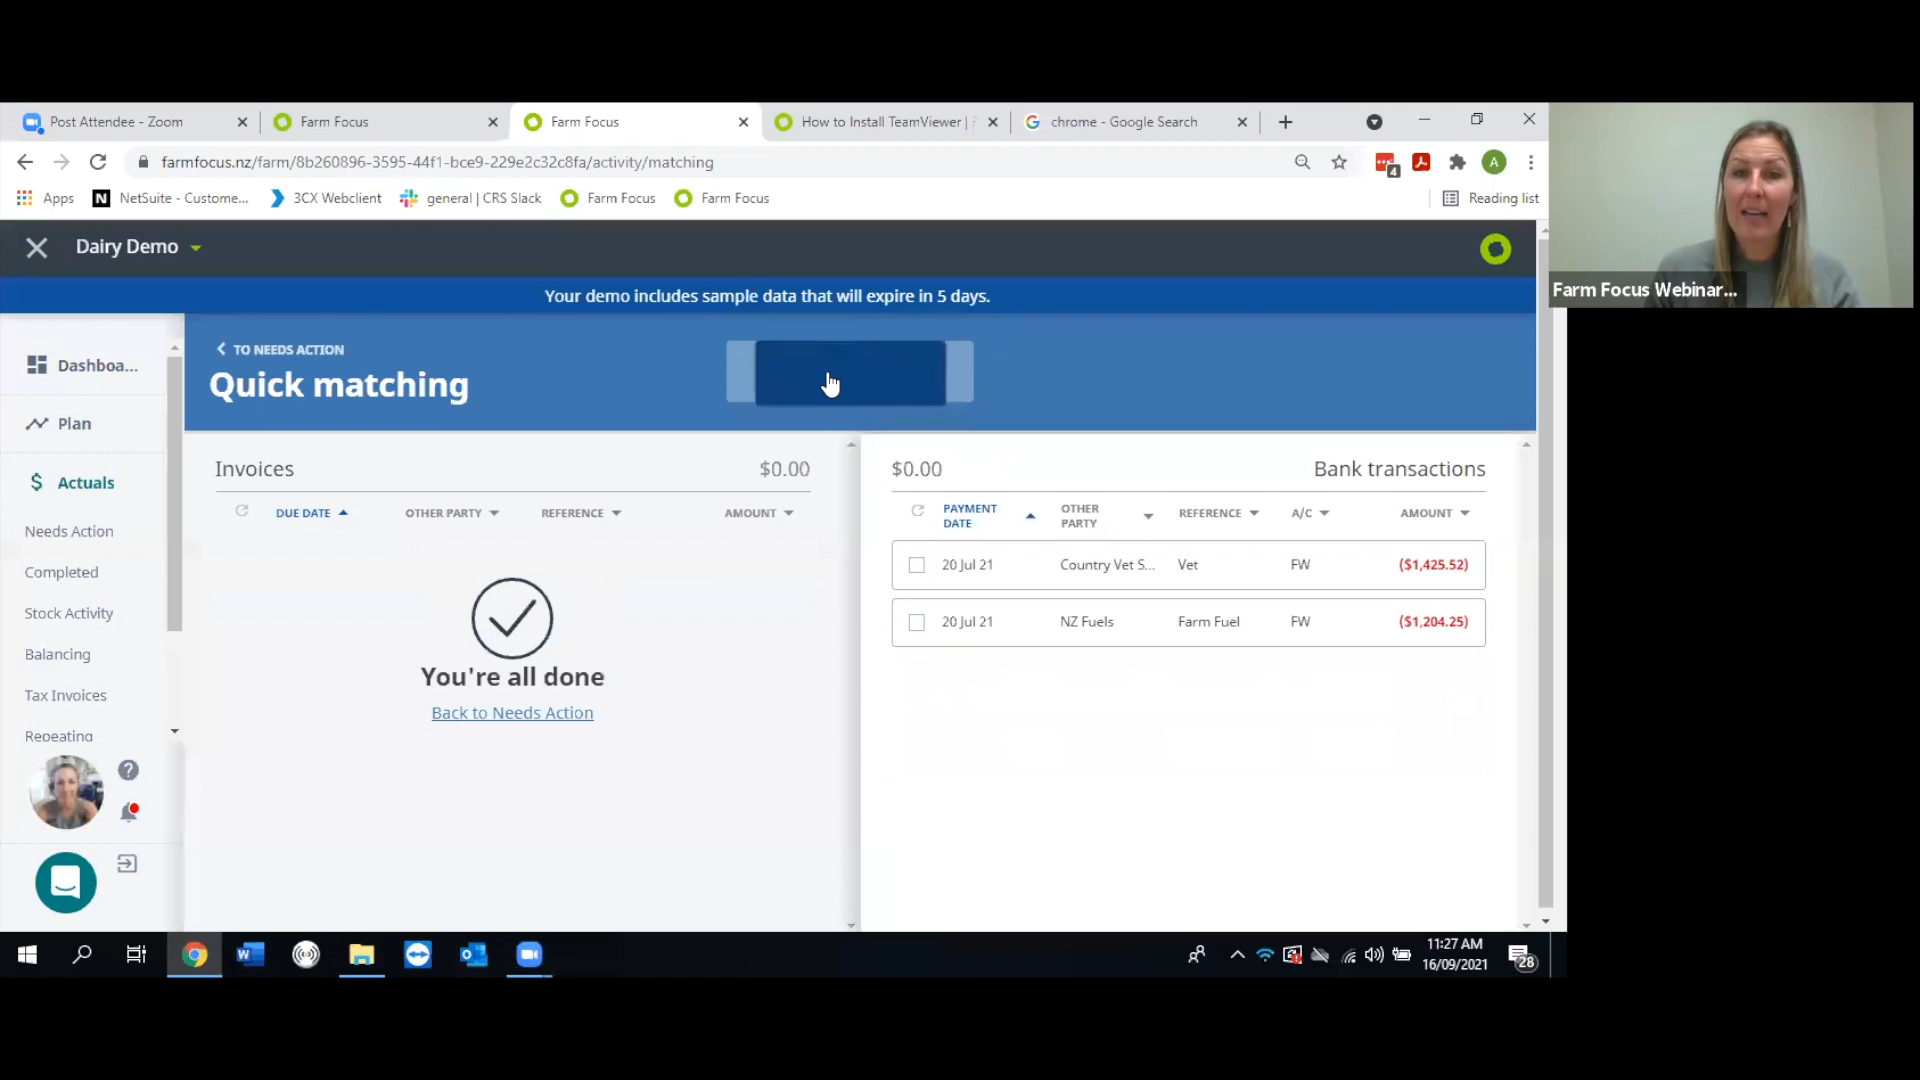 Post Attendee - Zoom
Farm Focus
Farm Focus
How to Install TeamViewer |
chrome - Google Search
farmfocus.nz/farm/8b260896-3595-44f1-bce9-229e2c32c8fa/activity/matching
4
A
Apps
N
NetSuite - Custome...
3CX Webclient
general | CRS Slack
Farm Focus
Farm Focus
Reading list
Dairy Demo
Your demo includes sample data that will expire in 5 days.
Farm Focus Webinar...
Dashboa...
Plan
Actuals
Needs Action
Completed
Stock Activity
Balancing
Tax Invoices
Repeating
TO NEEDS ACTION
Quick matching
Invoices $0.00
DUE DATE OTHER PARTY REFERENCE AMOUNT
You're all done
Back to Needs Action
$0.00 Bank transactions
PAYMENT DATE OTHER PARTY REFERENCE A/C AMOUNT
20 Jul 21 Country Vet S... Vet FW ($1,425.52)
20 Jul 21 NZ Fuels Farm Fuel FW ($1,204.25)
11:27 AM
16/09/2021
28